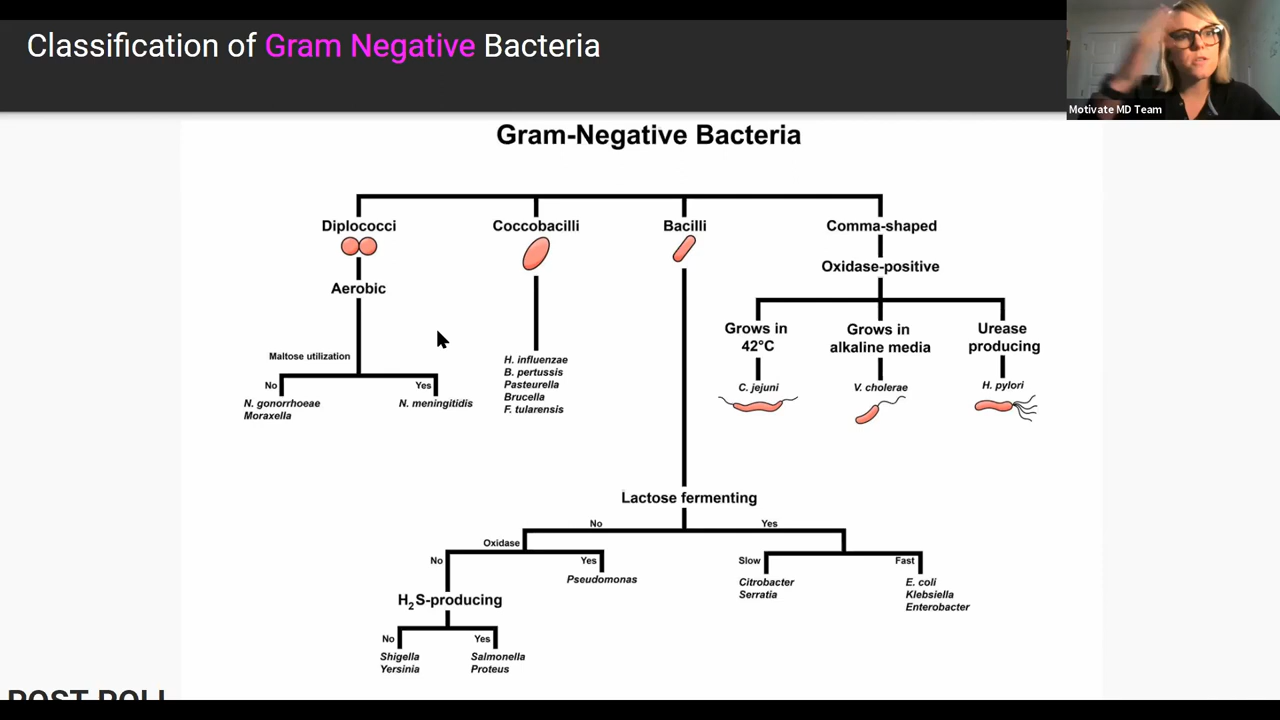 Classification of Gram Negative Bacteria
Motivate MD Team
Gram-Negative Bacteria
Diplococci
Coccobacilli
Bacilli
Comma-shaped
Aerobic
Oxidase-positive
Maltose utilization
No
Yes
N. gonorrhoeae
Moraxella
N. meningitidis
H. influenzae
B. pertussis
Pasteurella
Brucella
F. tularensis
Grows in
42°C
C. jejuni
Grows in
alkaline media
V. cholerae
Urease
producing
H. pylori
Lactose fermenting
No
Yes
Oxidase
No
Yes
Pseudomonas
H2S-producing
No
Yes
Shigella
Yersinia
Salmonella
Proteus
Slow
Fast
Citrobacter
Serratia
E. coli
Klebsiella
Enterobacter
POST POLL